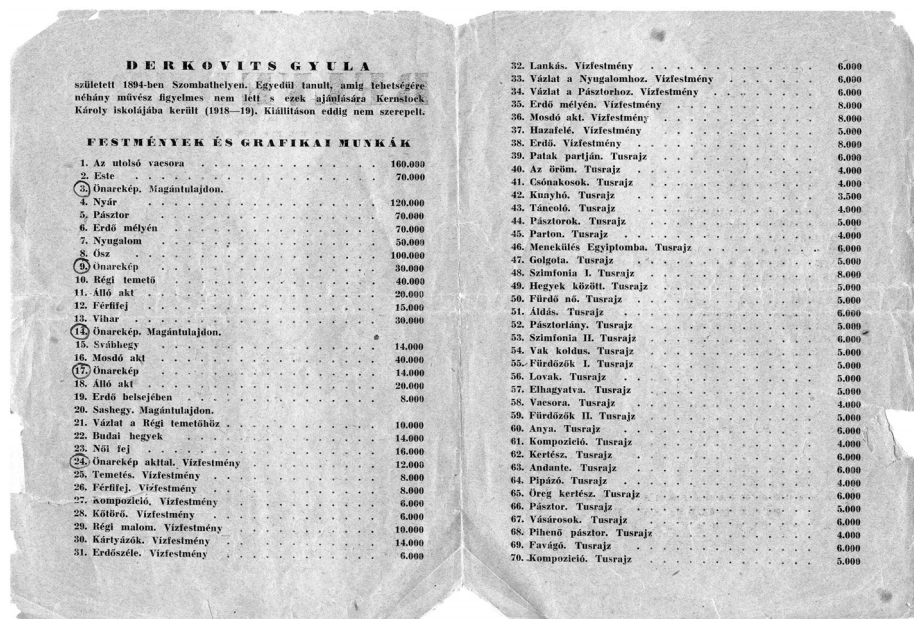 DERKOVITS GYULA
született 1894-ben Szombathelyen. Egyedül tanult, amig tehetségére
néhány művész figyelmes nem lett s ezek ajánlására Kernstock
Károly iskolájába került (1918—19). Kiállitáson eddig nem szerepelt.
FESTMÉNYEK ÉS GRAFIKAI MUNKÁK
1. Az utolsó vacsora 160.000
2. Este 70.000
3. Önarckép. Magántulajdon.
4. Nyár 120.000
5. Pásztor 70.000
6. Erdő mélyén 70.000
7. Nyugalom 50.000
8. Ősz 100.000
9. Önarckép 30.000
10. Régi temető 40.000
11. Álló akt 20.000
12. Férfifej 15.000
13. Vihar 30.000
14. Önarckép. Magántulajdon.
15. Svábhegy 14.000
16. Mosdó akt 40.000
17. Önarckép 14.000
18. Álló akt 20.000
19. Erdő belsejében 8.000
20. Sashegy. Magántulajdon.
21. Vázlat a Régi temetőhöz 10.000
22. Budai hegyek 14.000
23. Női fej 16.000
24. Önarckép akttal. Vízfestmény 12.000
25. Temetés. Vízfestmény 8.000
26. Férfifej. Vízfestmény 8.000
27. Kompozició, Vízfestmény 6.000
28. Kőtörő. Vízfestmény 6.000
29. Régi malom. Vízfestmény 10.000
30. Kártyázók. Vízfestmény 14.000
31. Erdőszéle. Vízfestmény 6.000
32. Lankás. Vízfestmény 6.000
33. Vázlat a Nyugalomhoz. Vízfestmény 6.000
34. Vázlat a Pásztorhoz. Vízfestmény 6.000
35. Erdő mélyén. Vízfestmény 8.000
36. Mosdó akt. Vízfestmény 8.000
37. Hazafelé. Vízfestmény 5.000
38. Erdő. Vízfestmény 8.000
39. Patak partján. Tusrajz 6.000
40. Az öröm. Tusrajz 4.000
41. Csónakosok. Tusrajz 4.000
42. Kunyhó. Tusrajz 3.500
43. Táncoló. Tusrajz 4.000
44. Pásztorok. Tusrajz 5.000
45. Parton. Tusrajz 4.000
46. Menekülés Egyiptomba. Tusrajz 6.000
47. Golgota. Tusrajz 5.000
48. Szimfonia I. Tusrajz 8.000
49. Hegyek között. Tusrajz 5.000
50. Fürdő nő. Tusrajz 5.000
51. Áldás. Tusrajz 6.000
52. Pásztorlány. Tusrajz 5.000
53. Szimfonia II. Tusrajz 6.000
54. Vak koldus. Tusrajz 5.000
55. Fürdőzők I. Tusrajz 5.000
56. Lovak. Tusrajz 5.000
57. Elhagyatva. Tusrajz 5.000
58. Vacsora. Tusrajz 4.000
59. Fürdőzők II. Tusrajz 5.000
60. Anya. Tusrajz 6.000
61. Kompozició. Tusrajz 4.000
62. Kertész. Tusrajz 6.000
63. Andante. Tusrajz 6.000
64. Pipázó. Tusrajz 4.000
65. Öreg kertész. Tusrajz 6.000
66. Pásztor. Tusrajz 5.000
67. Vásárosok. Tusrajz 6.000
68. Pihenő pásztor. Tusrajz 4.000
69. Favágó. Tusrajz 6.000
70. Kompozició. Tusrajz 5.000